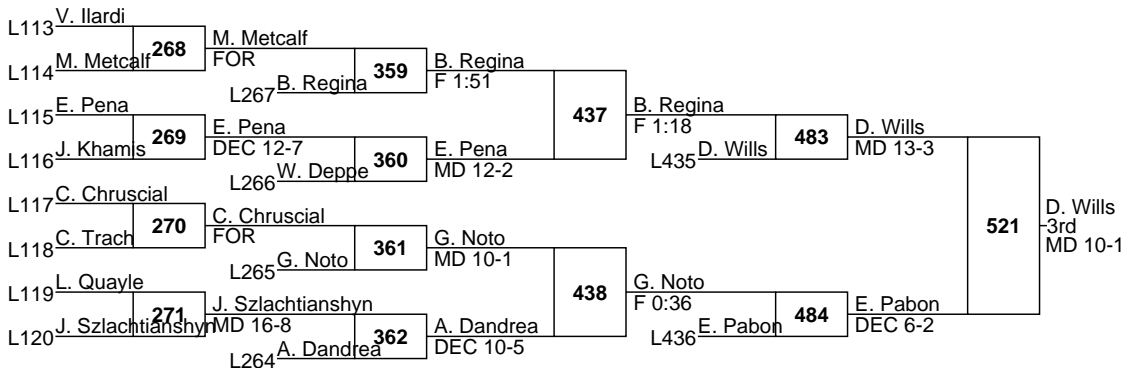 L113 V. Ilardi
268
M. Metcalf
FOR
L114 M. Metcalf
359
B. Regina
F 1:51
L267 B. Regina
L115 E. Pena
269
E. Pena
DEC 12-7
L116 J. Khamis
360
E. Pena
MD 12-2
L266 W. Deppe
437
B. Regina
F 1:18
L435 D. Wills
483
D. Wills
MD 13-3
L117 C. Chruscial
270
C. Chruscial
FOR
L118 C. Trach
361
G. Noto
MD 10-1
L265 G. Noto
L119 L. Quayle
271
J. Szlachtianshyn
MD 16-8
L120 J. Szlachtianshyn
362
A. Dandrea
DEC 10-5
L264 A. Dandrea
438
G. Noto
F 0:36
L436 E. Pabon
484
E. Pabon
DEC 6-2
521
D. Wills
3rd
MD 10-1